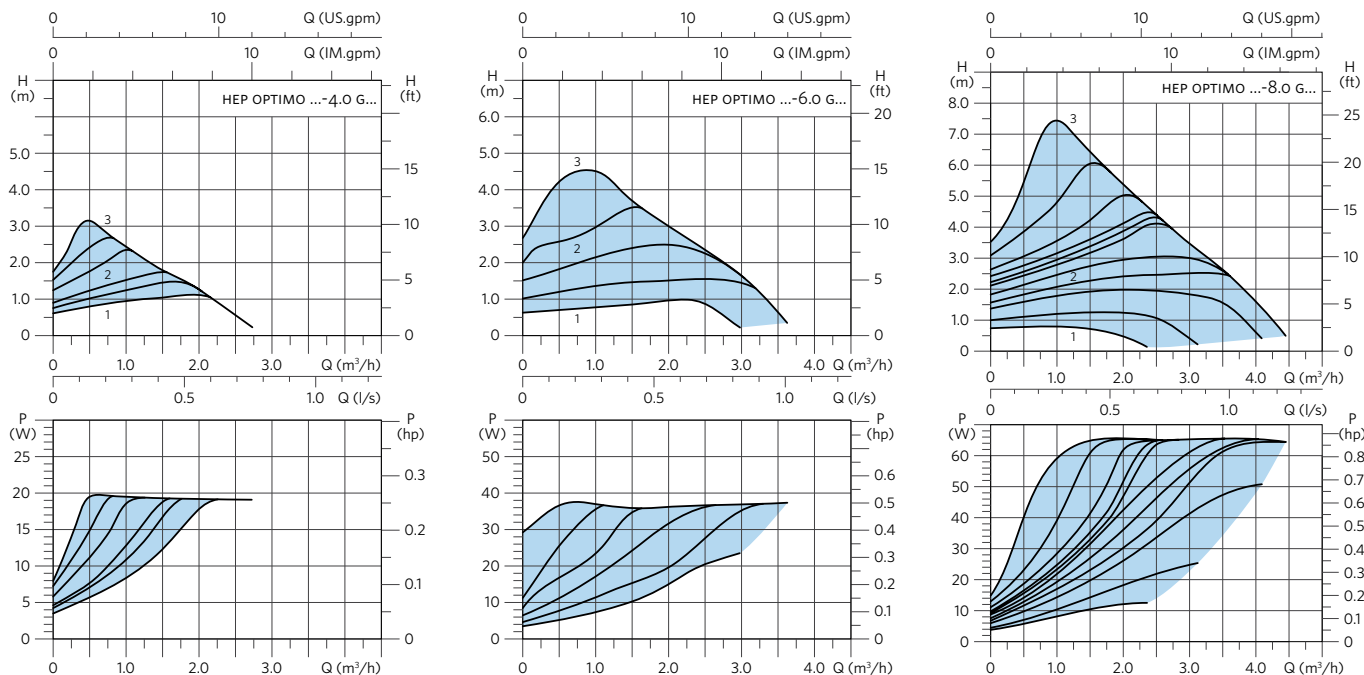 0 10 Q (US.gpm)
0 10 Q (IM.gpm)
H (m) H (ft)
HEP OPTIMO ...-4.0 G...
5.0 15
4.0
3.0 10
2.0 5
1.0
0 0
3
2
1
0 1.0 2.0 3.0 Q (m³/h)
0 0.5 1.0 Q (l/s)
P (W) P (hp)
25 0.3
20
15 0.2
10 0.1
5
0 0
0 1.0 2.0 3.0 Q (m³/h)
0 10 Q (US.gpm)
0 10 Q (IM.gpm)
H (m) H (ft)
HEP OPTIMO ...-6.0 G...
6.0 20
5.0 15
4.0
3.0 10
2.0 5
1.0
0 0
3
2
1
0 1.0 2.0 3.0 4.0 Q (m³/h)
0 0.5 1.0 Q (l/s)
P (W) P (hp)
50 0.6
40 0.5
30 0.4
0.3
20 0.2
10 0.1
0 0
0 1.0 2.0 3.0 4.0 Q (m³/h)
0 10 Q (US.gpm)
0 10 Q (IM.gpm)
H (m) H (ft)
HEP OPTIMO ...-8.0 G...
8.0 25
7.0
6.0 20
5.0 15
4.0
3.0 10
2.0 5
1.0
0 0
3
2
1
0 1.0 2.0 3.0 4.0 Q (m³/h)
0 0.5 1.0 Q (l/s)
P (W) P (hp)
60 0.8
0.7
50 0.6
40 0.5
30 0.4
0.3
20 0.2
10 0.1
0 0
0 1.0 2.0 3.0 4.0 Q (m³/h)